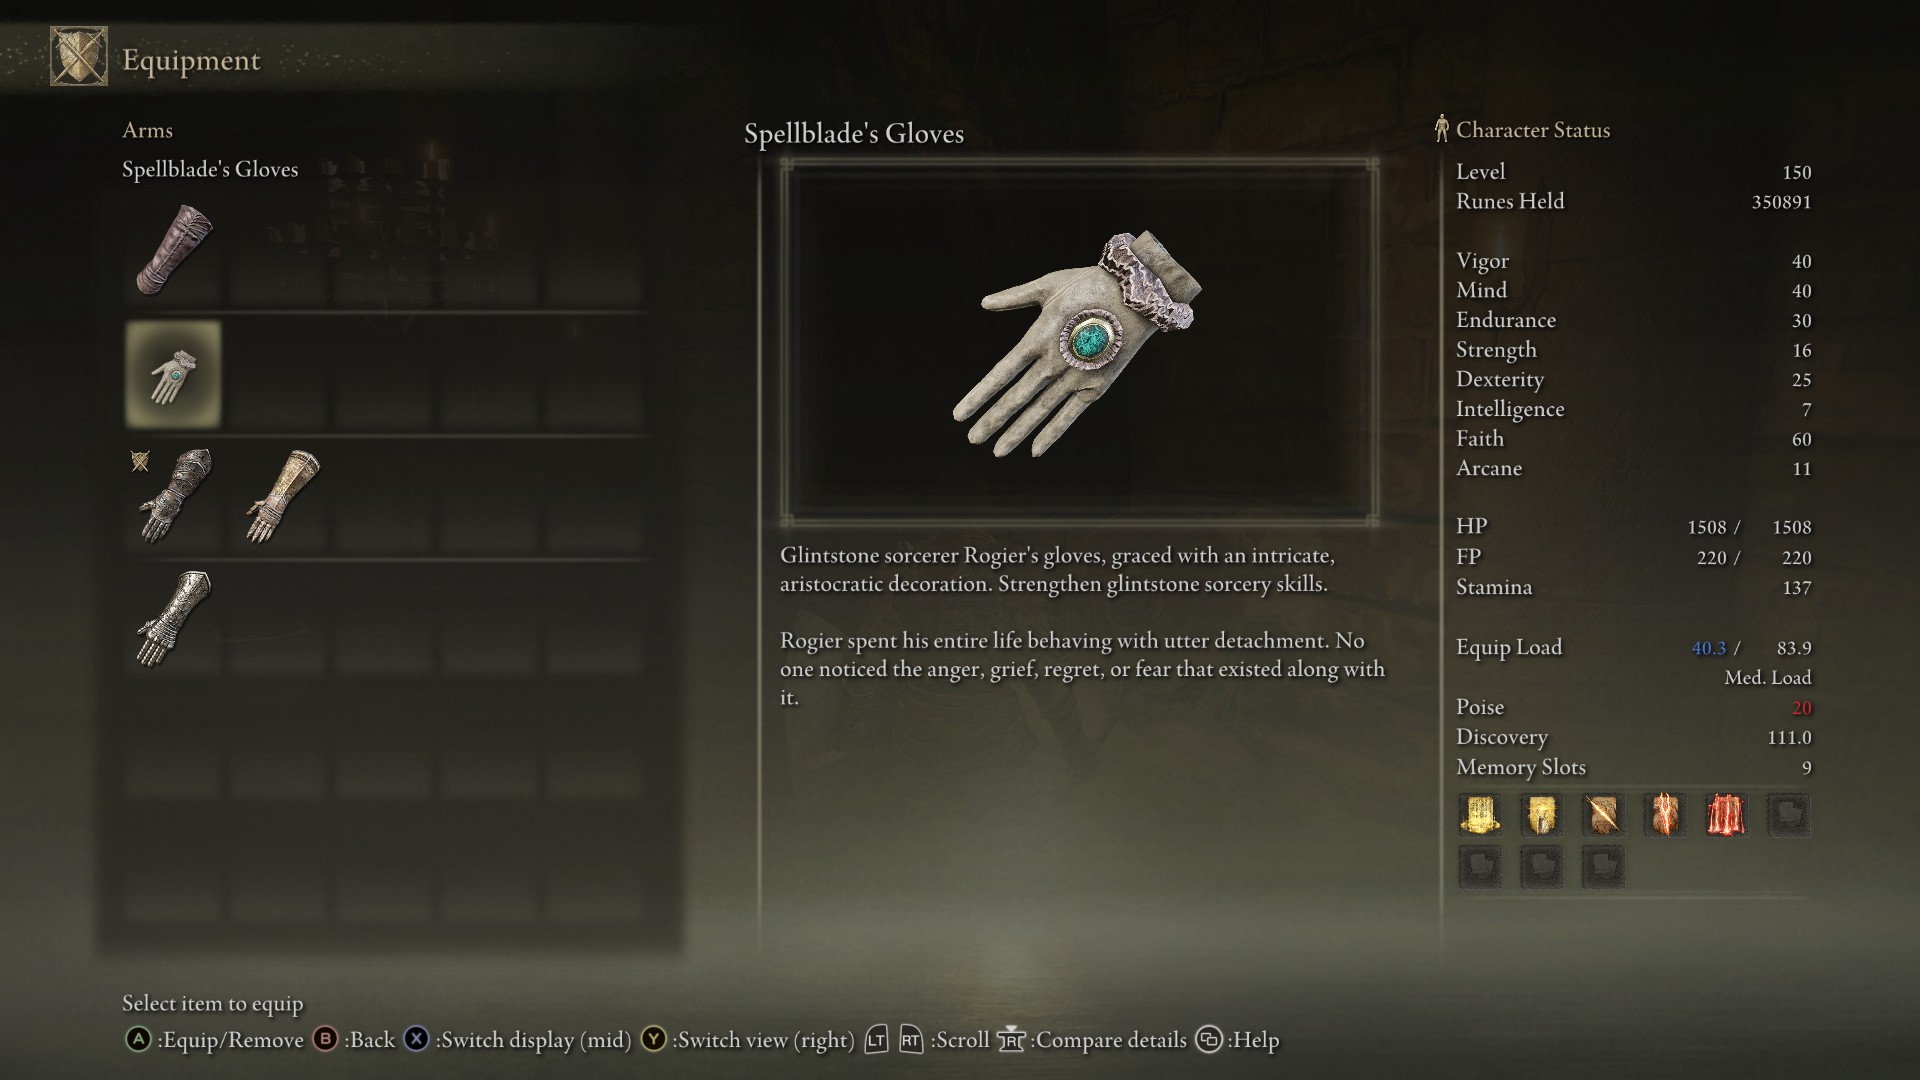 Equipment
Arms
Spellblade's Gloves
Spellblade's Gloves
Glintstone sorcerer Rogier's gloves, graced with an intricate,
aristocratic decoration. Strengthen glintstone sorcery skills.
Rogier spent his entire life behaving with utter detachment. No
one noticed the anger, grief, regret, or fear that existed along with
it.
Character Status
Level 150
Runes Held 350891
Vigor 40
Mind 40
Endurance 30
Strength 16
Dexterity 25
Intelligence 7
Faith 60
Arcane 11
HP 1508 / 1508
FP 220 / 220
Stamina 137
Equip Load 40.3 / 83.9
Med. Load
Poise 20
Discovery 111.0
Memory Slots 9
Select item to equip
A :Equip/Remove B :Back X :Switch display (mid) Y :Switch view (right) LT RT :Scroll R :Compare details :Help